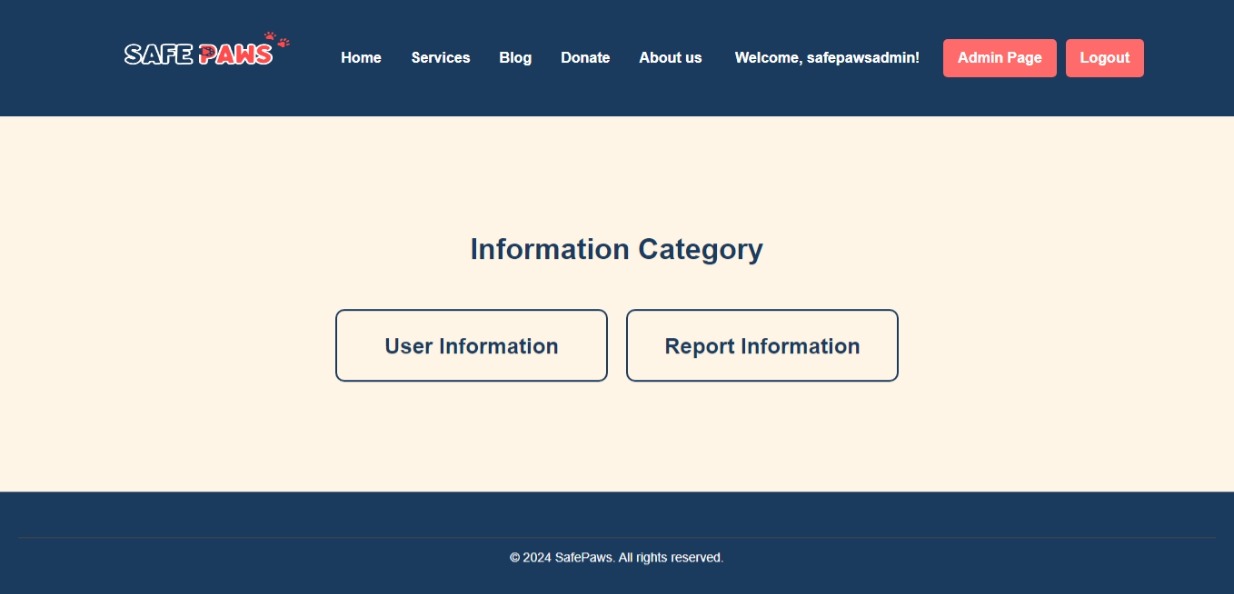 SAFE PAWS
Home Services Blog Donate About us Welcome, safepawsadmin! Admin Page Logout
Information Category
User Information Report Information
© 2024 SafePaws. All rights reserved.